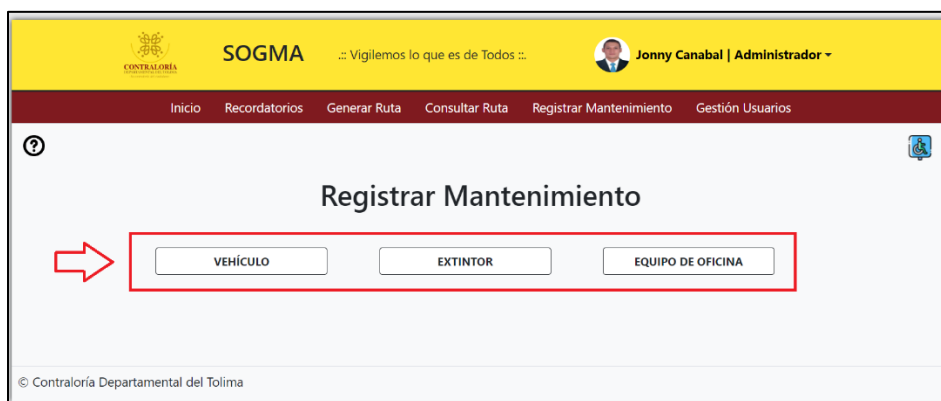 CONTRALORÍA
SOGMA
.:: Vigilemos lo que es de Todos ::.
Jonny Canabal | Administrador
Inicio Recordatorios Generar Ruta Consultar Ruta Registrar Mantenimiento Gestión Usuarios
Registrar Mantenimiento
VEHÍCULO EXTINTOR EQUIPO DE OFICINA
© Contraloría Departamental del Tolima